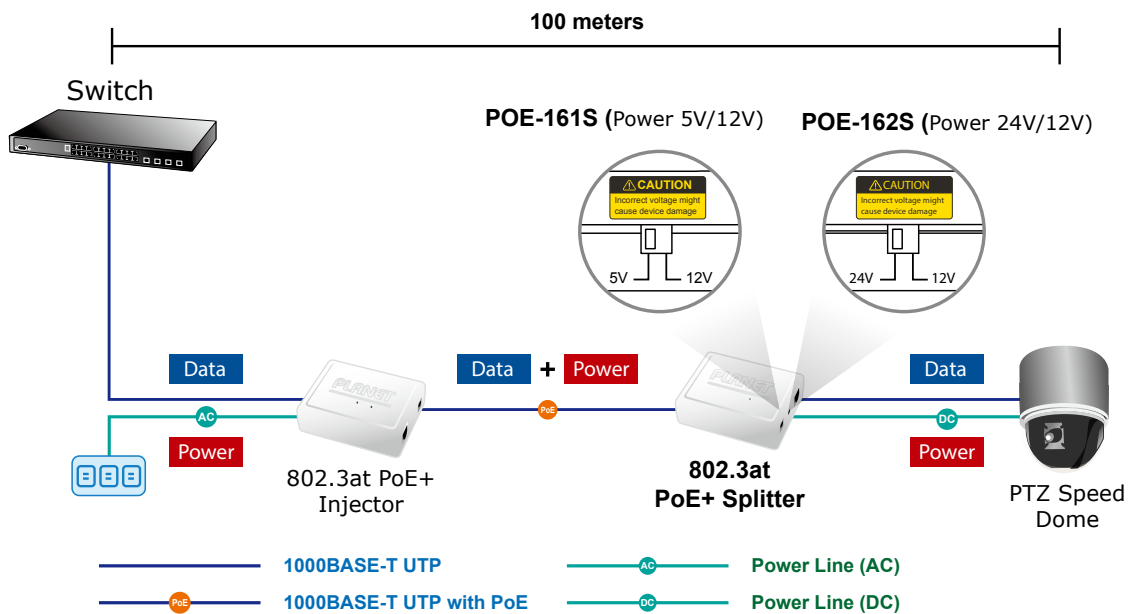 100 meters
Switch
POE-161S (Power 5V/12V)
POE-162S (Power 24V/12V)
⚠ CAUTION
Incorrect voltage might
cause device damage
5V
12V
⚠ CAUTION
Incorrect voltage might
cause device damage
24V
12V
Data
AC
Power
PLANET
802.3at PoE+
Injector
Data + Power
PoE
PLANET
802.3at
PoE+ Splitter
Data
DC
Power
PTZ Speed
Dome
1000BASE-T UTP
AC
Power Line (AC)
PoE
1000BASE-T UTP with PoE
DC
Power Line (DC)